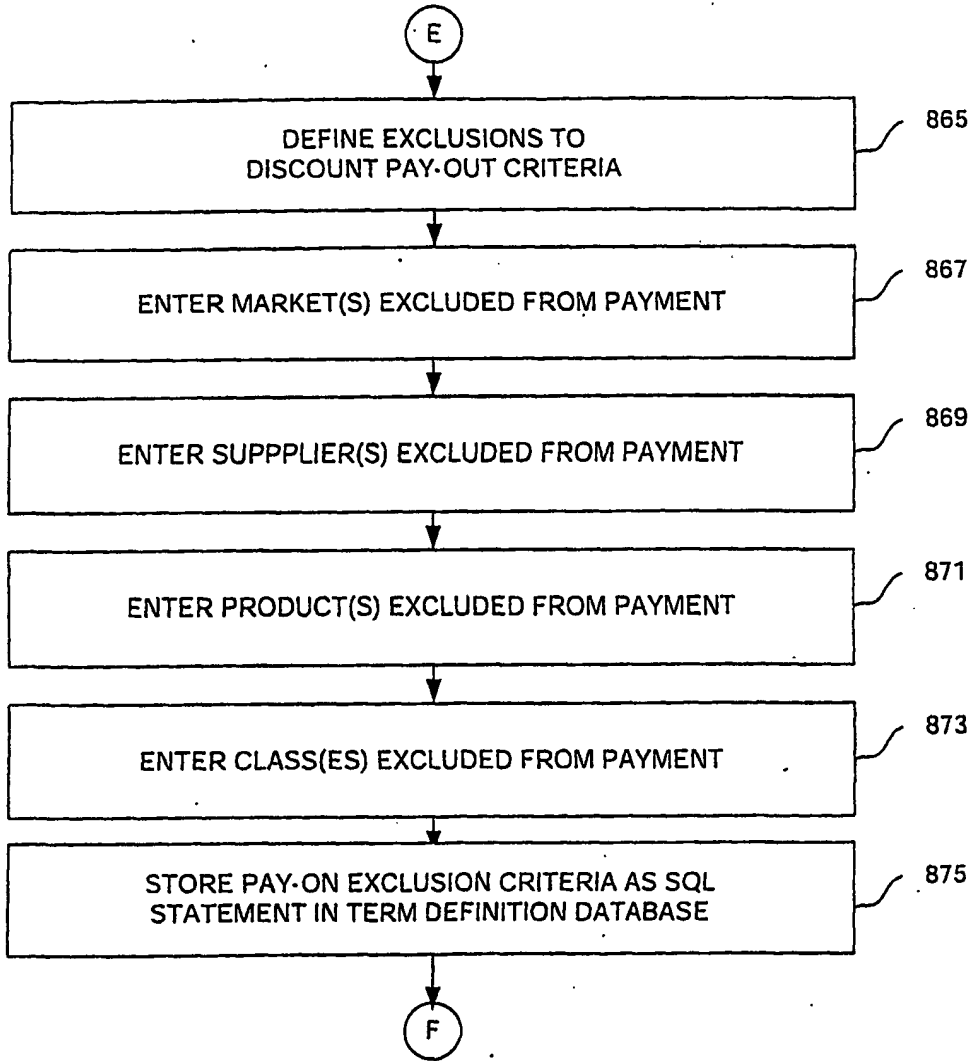 E
DEFINE EXCLUSIONS TO
DISCOUNT PAY-OUT CRITERIA
865
ENTER MARKET(S) EXCLUDED FROM PAYMENT
867
ENTER SUPPPLIER(S) EXCLUDED FROM PAYMENT
869
ENTER PRODUCT(S) EXCLUDED FROM PAYMENT
871
ENTER CLASS(ES) EXCLUDED FROM PAYMENT
873
STORE PAY-ON EXCLUSION CRITERIA AS SQL
STATEMENT IN TERM DEFINITION DATABASE
875
F